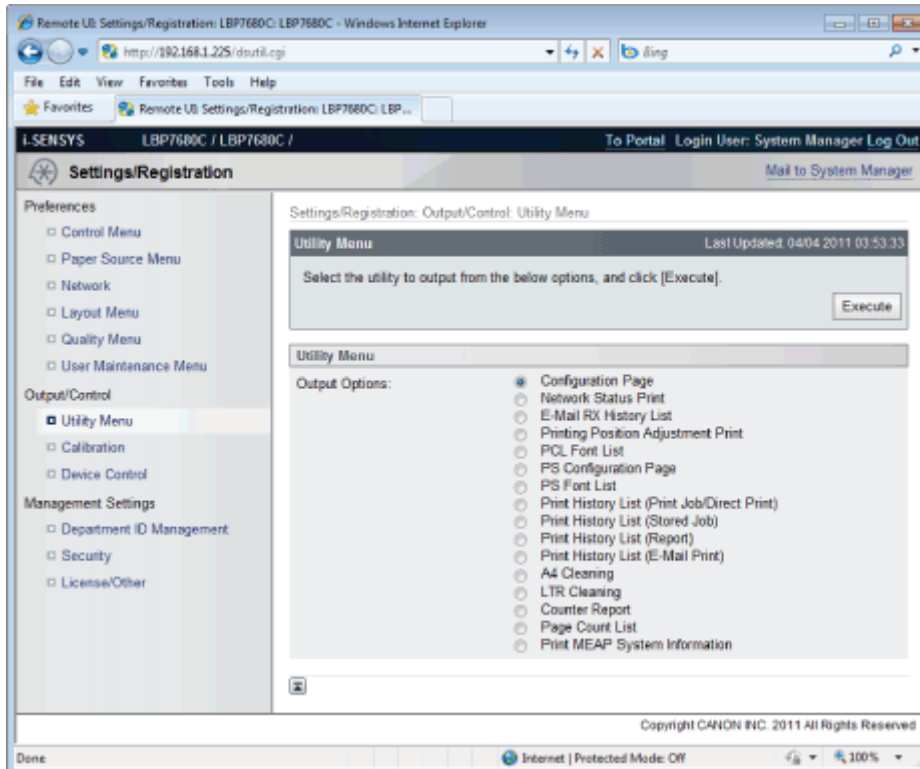 Remote UI: Settings/Registration: LBP7680C: LBP7680C - Windows Internet Explorer
http://192.168.1.225/dsutil.cgi
Bing
File Edit View Favorites Tools Help
Favorites Remote UI: Settings/Registration: LBP7680C: LBP...
i-SENSYS LBP7680C / LBP7680C / To Portal Login User: System Manager Log Out
Settings/Registration Mail to System Manager
Preferences
Control Menu
Paper Source Menu
Network
Layout Menu
Quality Menu
User Maintenance Menu
Output/Control
Utility Menu
Calibration
Device Control
Management Settings
Department ID Management
Security
License/Other
Settings/Registration: Output/Control: Utility Menu
Utility Menu Last Updated: 04/04 2011 03:53:33
Select the utility to output from the below options, and click [Execute].
Execute
Utility Menu
Output Options:
Configuration Page
Network Status Print
E-Mail RX History List
Printing Position Adjustment Print
PCL Font List
PS Configuration Page
PS Font List
Print History List (Print Job/Direct Print)
Print History List (Stored Job)
Print History List (Report)
Print History List (E-Mail Print)
A4 Cleaning
LTR Cleaning
Counter Report
Page Count List
Print MEAP System Information
Copyright CANON INC. 2011 All Rights Reserved
Done Internet | Protected Mode: Off 100%